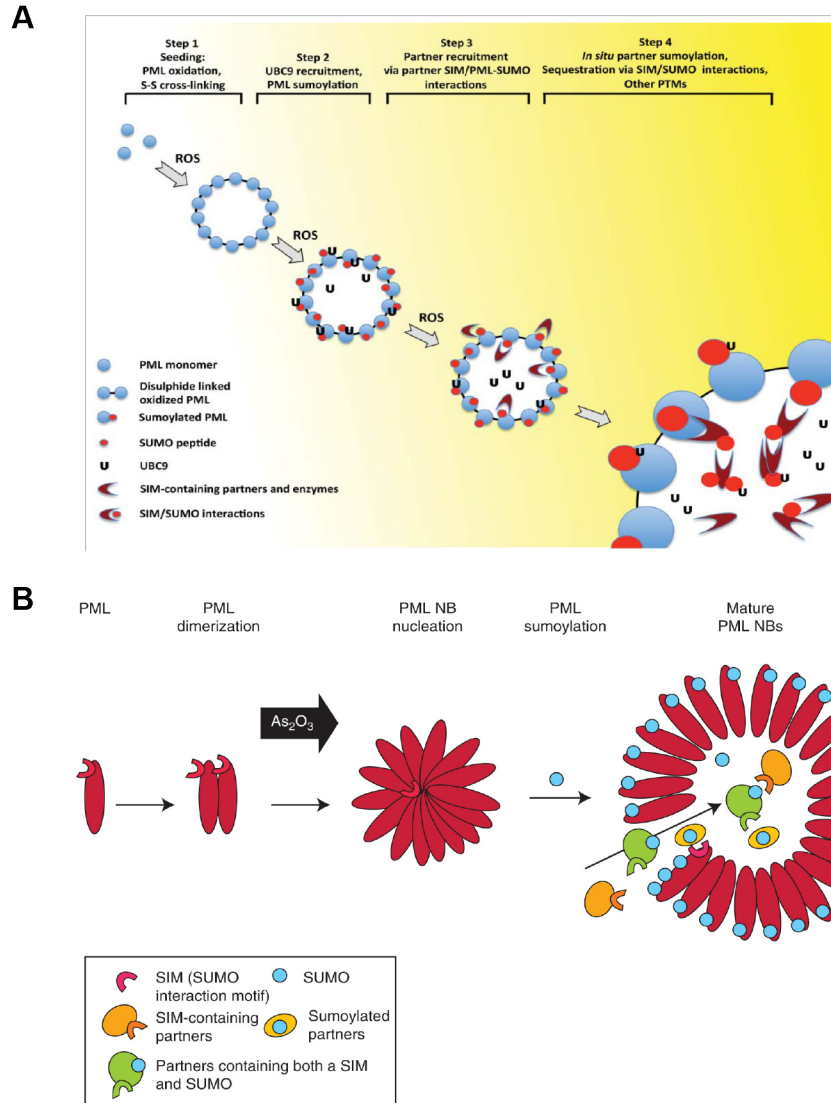 A
Step 1
Seeding:
PML oxidation,
S-S cross-linking
Step 2
UBC9 recruitment,
PML sumoylation
Step 3
Partner recruitment
via partner SIM/PML-SUMO
interactions
Step 4
In situ partner sumoylation,
Sequestration via SIM/SUMO interactions,
Other PTMs
ROS
ROS
U
U
U
U
U
U
U
U
U
ROS
U
U
U
U
U
U
U
U
PML monomer
Disulphide linked
oxidized PML
Sumoylated PML
SUMO peptide
U UBC9
SIM-containing partners and enzymes
SIM/SUMO interactions
U
U
U
U
U
U
U
U
U
U
U
B
PML
PML
dimerization
PML NB
nucleation
PML
sumoylation
Mature
PML NBs
As2O3
SIM (SUMO
interaction motif)
SUMO
SIM-containing
partners
Sumoylated
partners
Partners containing both a SIM
and SUMO